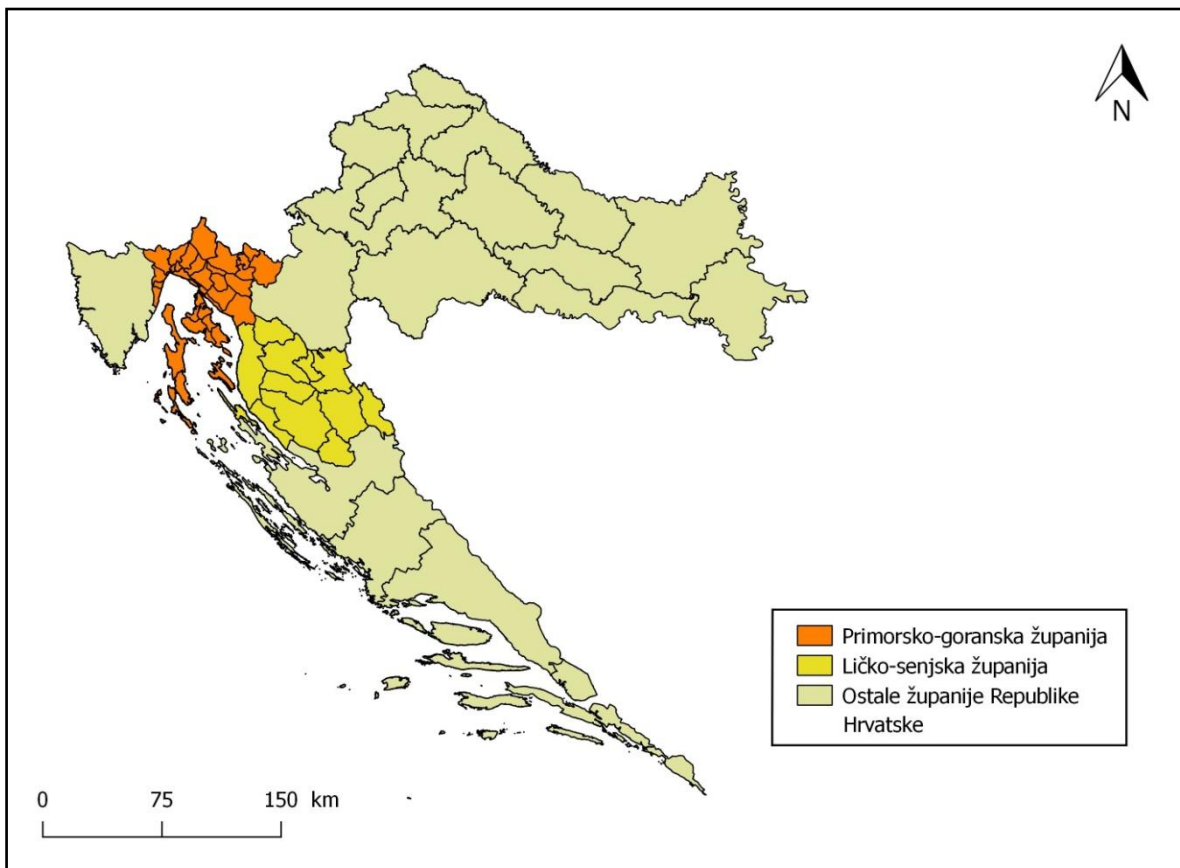 N
Primorsko-goranska županija
Ličko-senjska županija
Ostale županije Republike
Hrvatske
0 75 150 km